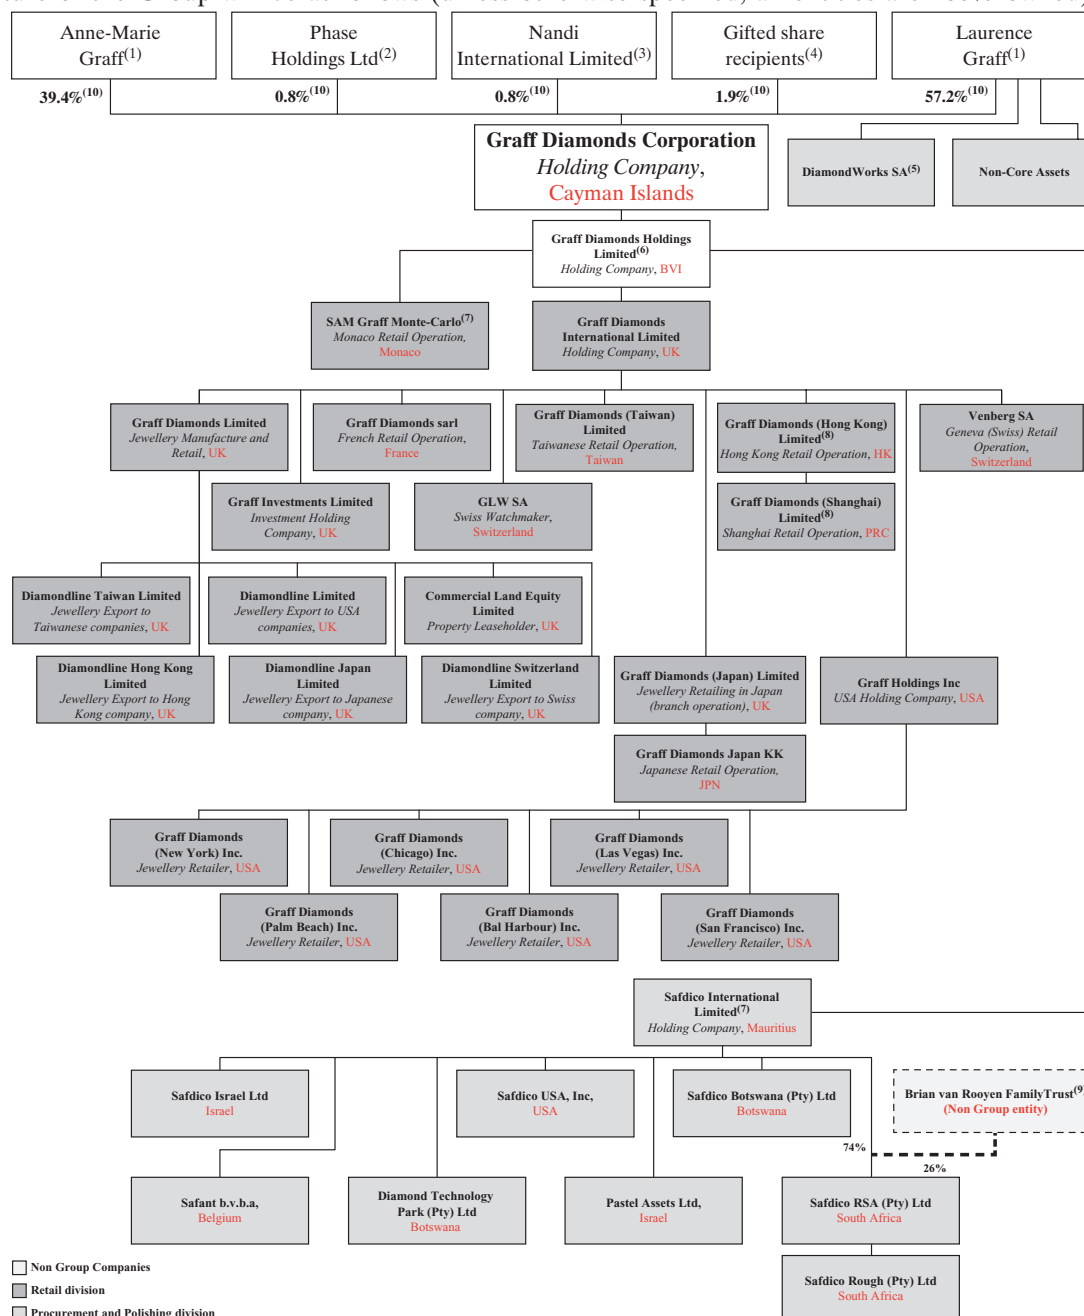 Anne-Marie
Graff(1)
Phase
Holdings Ltd(2)
Nandi
International Limited(3)
Gifted share
recipients(4)
Laurence
Graff(1)
39.4%(10)
0.8%(10)
0.8%(10)
1.9%(10)
57.2%(10)
Graff Diamonds Corporation
Holding Company,
Cayman Islands
DiamondWorks SA(5)
Non-Core Assets
Graff Diamonds Holdings
Limited(6)
Holding Company, BVI
SAM Graff Monte-Carlo(7)
Monaco Retail Operation,
Monaco
Graff Diamonds
International Limited
Holding Company, UK
Graff Diamonds Limited
Jewellery Manufacture and
Retail, UK
Graff Diamonds sarl
French Retail Operation,
France
Graff Diamonds (Taiwan)
Limited
Taiwanese Retail Operation,
Taiwan
Graff Diamonds (Hong Kong)
Limited(8)
Hong Kong Retail Operation, HK
Venberg SA
Geneva (Swiss) Retail
Operation,
Switzerland
Graff Investments Limited
Investment Holding
Company, UK
GLW SA
Swiss Watchmaker,
Switzerland
Graff Diamonds (Shanghai)
Limited(8)
Shanghai Retail Operation, PRC
Diamondline Taiwan Limited
Jewellery Export to
Taiwanese companies, UK
Diamondline Limited
Jewellery Export to USA
companies, UK
Commercial Land Equity
Limited
Property Leaseholder, UK
Diamondline Hong Kong
Limited
Jewellery Export to Hong
Kong company, UK
Diamondline Japan
Limited
Jewellery Export to Japanese
company, UK
Diamondline Switzerland
Limited
Jewellery Export to Swiss
company, UK
Graff Diamonds (Japan) Limited
Jewellery Retailing in Japan
(branch operation), UK
Graff Holdings Inc
USA Holding Company, USA
Graff Diamonds Japan KK
Japanese Retail Operation,
JPN
Graff Diamonds
(New York) Inc.
Jewellery Retailer, USA
Graff Diamonds
(Chicago) Inc.
Jewellery Retailer, USA
Graff Diamonds
(Las Vegas) Inc.
Jewellery Retailer, USA
Graff Diamonds
(Palm Beach) Inc.
Jewellery Retailer, USA
Graff Diamonds
(Bal Harbour) Inc.
Jewellery Retailer, USA
Graff Diamonds
(San Francisco) Inc.
Jewellery Retailer, USA
Safdico International
Limited(7)
Holding Company, Mauritius
Safdico Israel Ltd
Israel
Safdico USA, Inc,
USA
Safdico Botswana (Pty) Ltd
Botswana
Brian van Rooyen FamilyTrust(9)
(Non Group entity)
74%
26%
Safant b.v.b.a,
Belgium
Diamond Technology
Park (Pty) Ltd
Botswana
Pastel Assets Ltd,
Israel
Safdico RSA (Pty) Ltd
South Africa
Safdico Rough (Pty) Ltd
South Africa
Non Group Companies
Retail division
Procurement and Polishing division